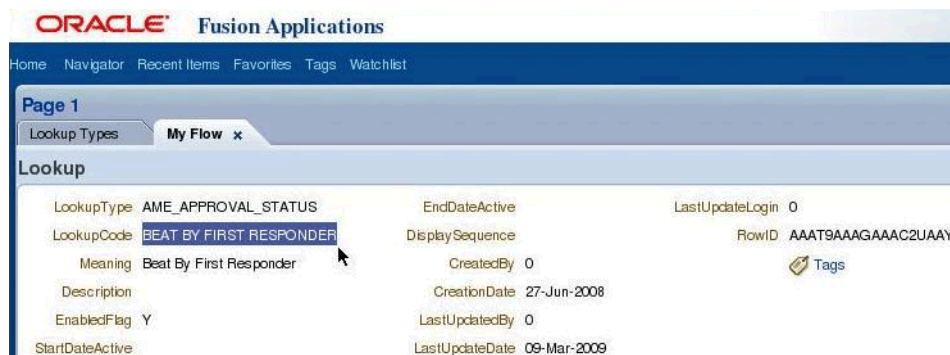 ORACLE Fusion Applications
Home Navigator Recent Items Favorites Tags Watchlist
Page 1
Lookup Types My Flow x
Lookup
LookupType AME_APPROVAL_STATUS EndDateActive LastUpdateLogin 0
LookupCode BEAT BY FIRST RESPONDER DisplaySequence RowID AAAT9AAAGAAAC2UAAY
Meaning Beat By First Responder CreatedBy 0 Tags
Description CreationDate 27-Jun-2008
EnabledFlag Y LastUpdatedBy 0
StartDateActive LastUpdateDate 09-Mar-2009